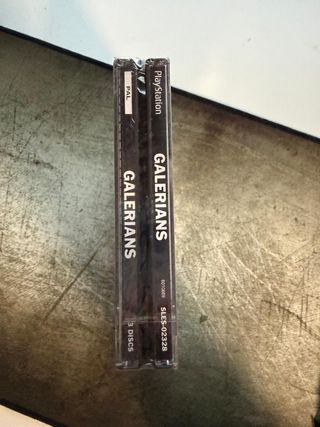 PlayStation
GALERIANS
SLES-02328
PAL
GALERIANS
3 DISCS